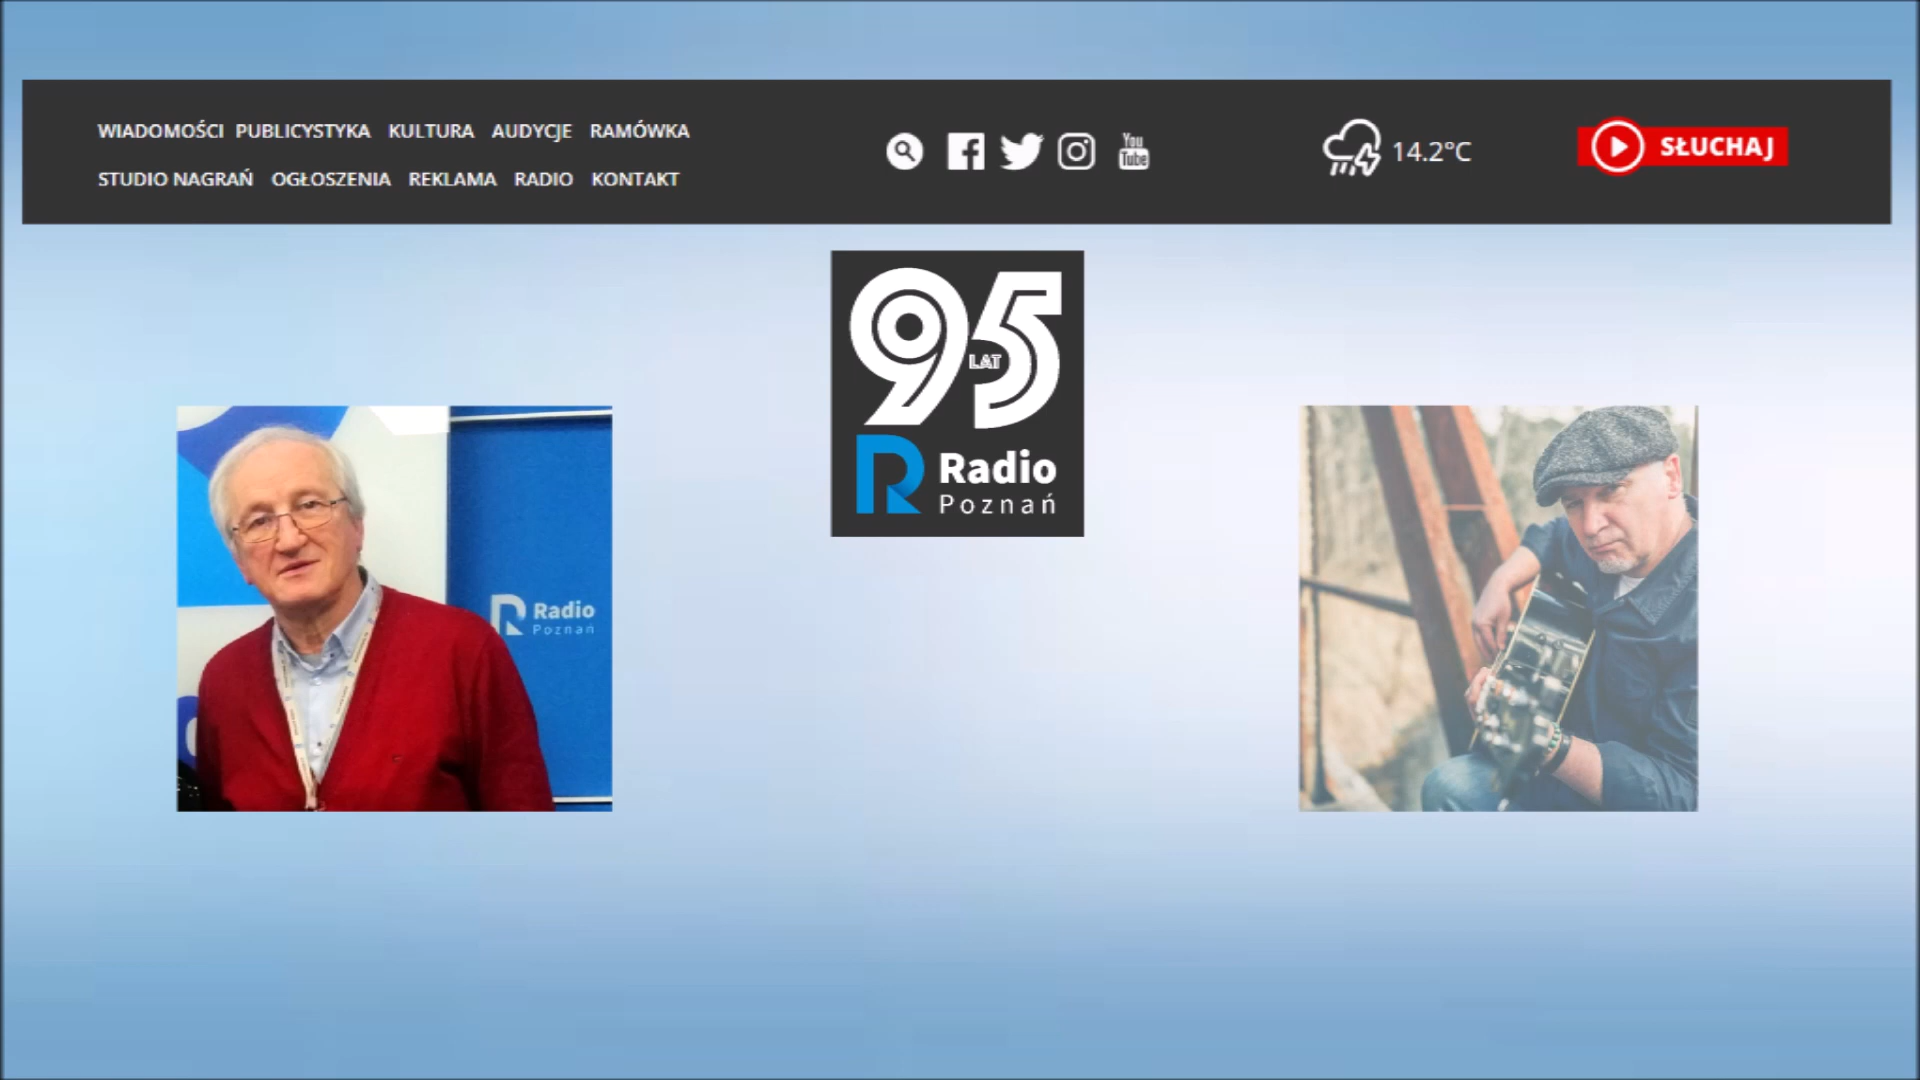 WIADOMOŚCI PUBLICYSTYKA KULTURA AUDYCJE RAMÓWKA
STUDIO NAGRAŃ OGŁOSZENIA REKLAMA RADIO KONTAKT
You
Tube
14.2°C
SŁUCHAJ
95
LAT
Radio
Poznań
Radio
Poznań